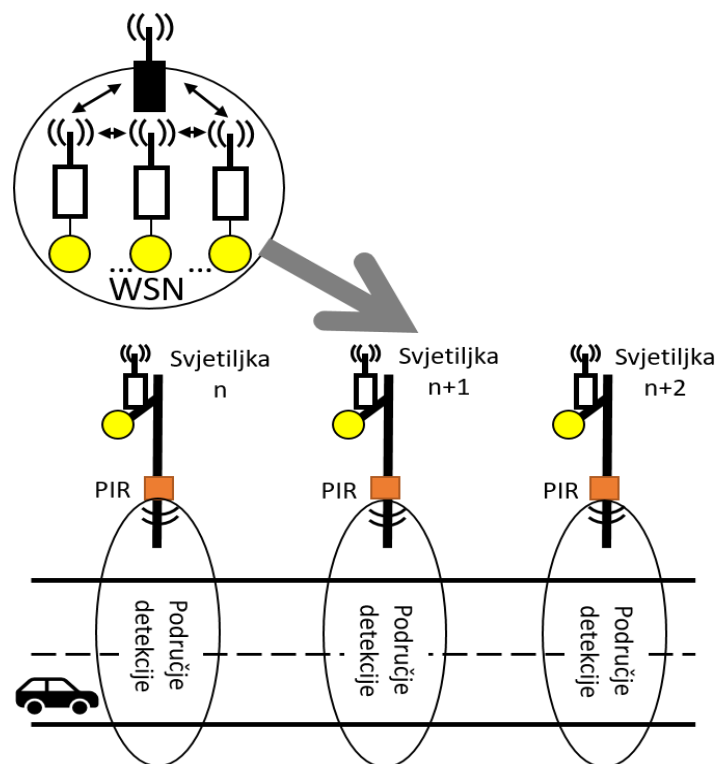 ... ...
WSN
Svjetiljka
n
Svjetiljka
n+1
Svjetiljka
n+2
PIR
PIR
PIR
Područje
detekcije
Područje
detekcije
Područje
detekcije